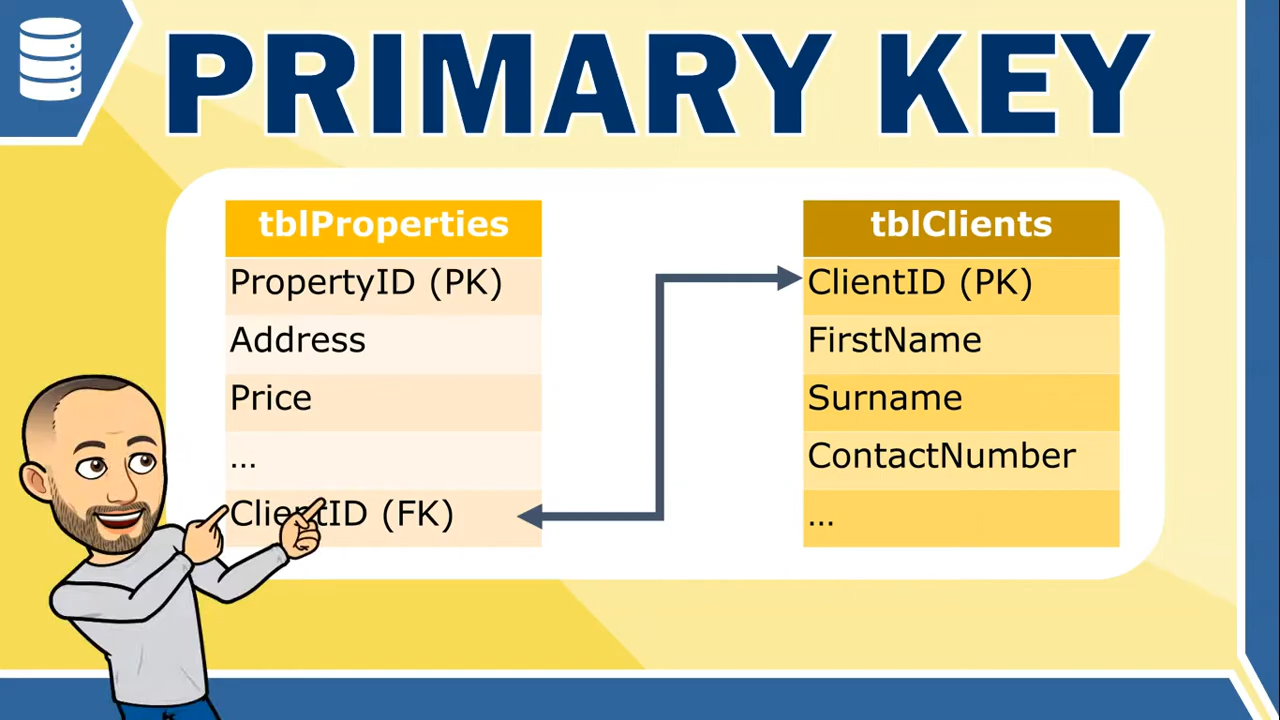 PRIMARY KEY
tblProperties
PropertyID (PK)
Address
Price
...
ClientID (FK)
tblClients
ClientID (PK)
FirstName
Surname
ContactNumber
...